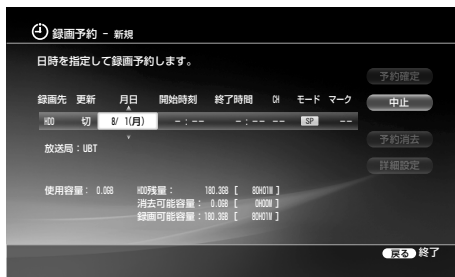 録画予約 - 新規
日時を指定して録画予約します。
予約確定
録画先 更新 月日 開始時刻 終了時間 CH モード マーク
中止
HDD 切 8/ 1(月) -:-- -:-- -- SP --
予約消去
放送局:UBT
詳細設定
使用容量: 0.0GB HDD残量: 180.3GB [ 80H01M ]
消去可能容量: 0.0GB [ 0H00M ]
録画可能容量:180.3GB [ 80H01M ]
戻る 終了